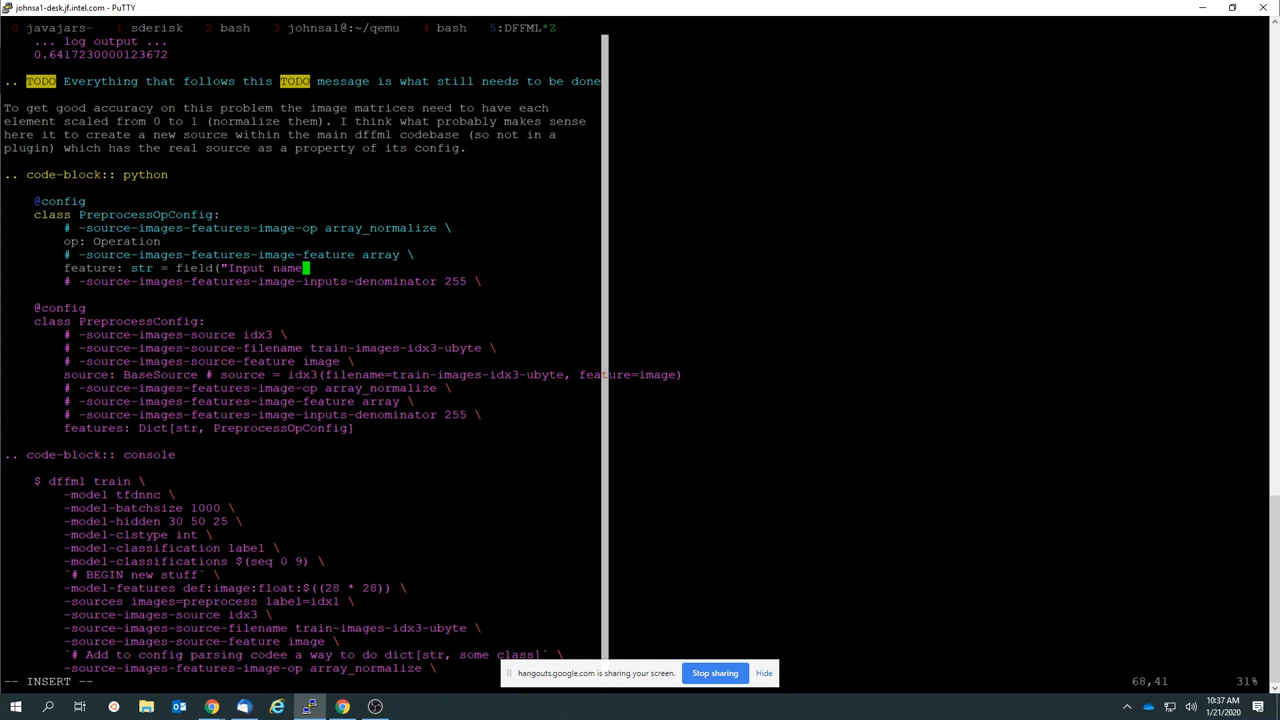 johnsa1-desk.jf.intel.com - PuTTY
0 javajars- 1 sderisk 2 bash 3 johnsa1@:~/qemu 4 bash 5:DFFML*Z
... log output ...
0.6417230000123672
.. TODO Everything that follows this TODO message is what still needs to be done
To get good accuracy on this problem the image matrices need to have each
element scaled from 0 to 1 (normalize them). I think what probably makes sense
here it to create a new source within the main dffml codebase (so not in a
plugin) which has the real source as a property of its config.
.. code-block:: python
@config
class PreprocessOpConfig:
# -source-images-features-image-op array_normalize \
op: Operation
# -source-images-features-image-feature array \
feature: str = field("Input name
# -source-images-features-image-inputs-denominator 255 \
@config
class PreprocessConfig:
# -source-images-source idx3 \
# -source-images-source-filename train-images-idx3-ubyte \
# -source-images-source-feature image \
source: BaseSource # source = idx3(filename=train-images-idx3-ubyte, feature=image)
# -source-images-features-image-op array_normalize \
# -source-images-features-image-feature array \
# -source-images-features-image-inputs-denominator 255 \
features: Dict[str, PreprocessOpConfig]
.. code-block:: console
$ dffml train \
-model tfdnnc \
-model-batchsize 1000 \
-model-hidden 30 50 25 \
-model-clstype int \
-model-classification label \
-model-classifications $(seq 0 9) \
`# BEGIN new stuff` \
-model-features def:image:float:$((28 * 28)) \
-sources images=preprocess label=idx1 \
-source-images-source idx3 \
-source-images-source-filename train-images-idx3-ubyte \
-source-images-source-feature image \
`# Add to config parsing codee a way to do dict[str, some class]` \
-source-images-features-image-op array_normalize \
hangouts.google.com is sharing your screen. Stop sharing Hide
-- INSERT -- 68,41 31%
10:37 AM
1/21/2020